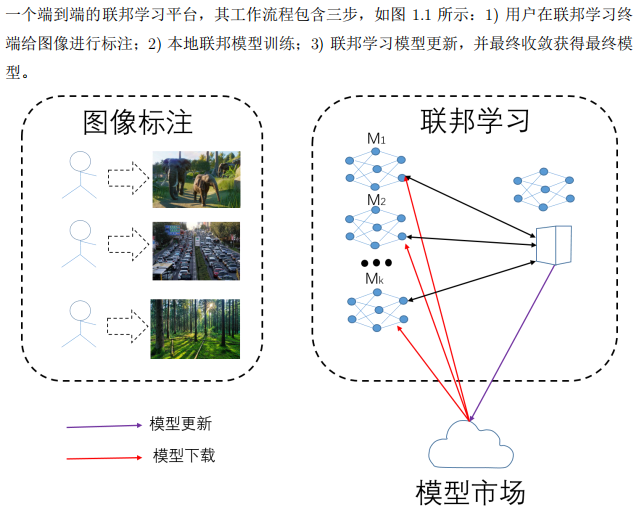 一个端到端的联邦学习平台，其工作流程包含三步，如图 1.1 所示：1) 用户在联邦学习终
端给图像进行标注；2) 本地联邦模型训练；3) 联邦学习模型更新，并最终收敛获得最终模
型。
图像标注
联邦学习
M1
M2
Mk
模型更新
模型下载
模型市场